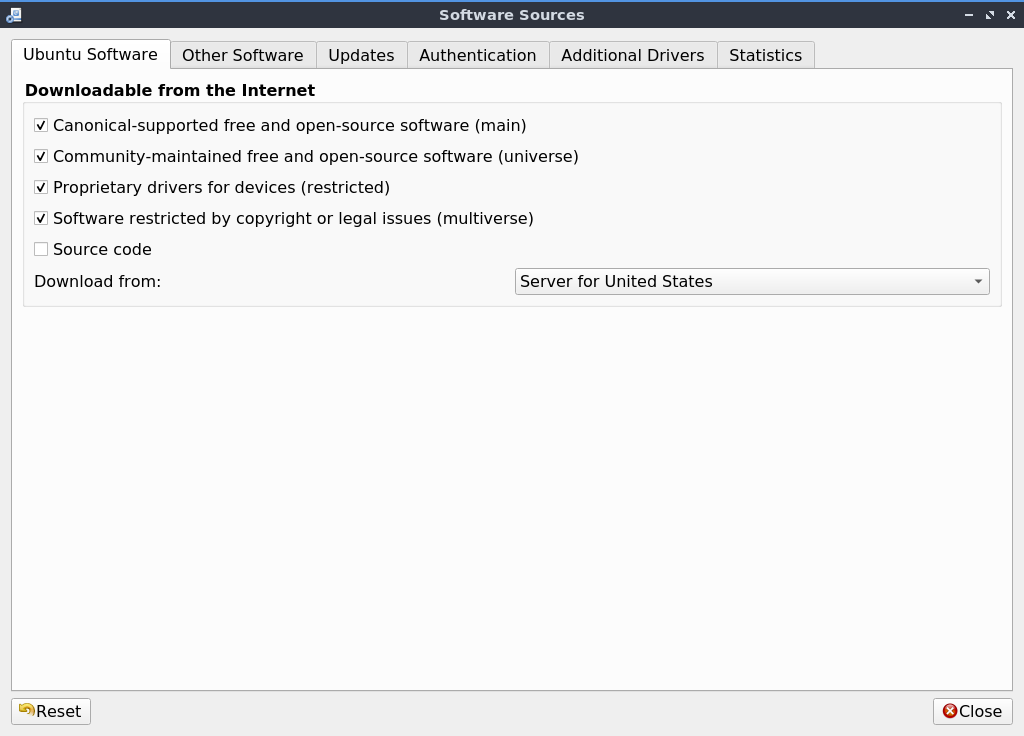 Software Sources
Ubuntu Software Other Software Updates Authentication Additional Drivers Statistics
Downloadable from the Internet
Canonical-supported free and open-source software (main)
Community-maintained free and open-source software (universe)
Proprietary drivers for devices (restricted)
Software restricted by copyright or legal issues (multiverse)
Source code
Download from: Server for United States
Reset Close